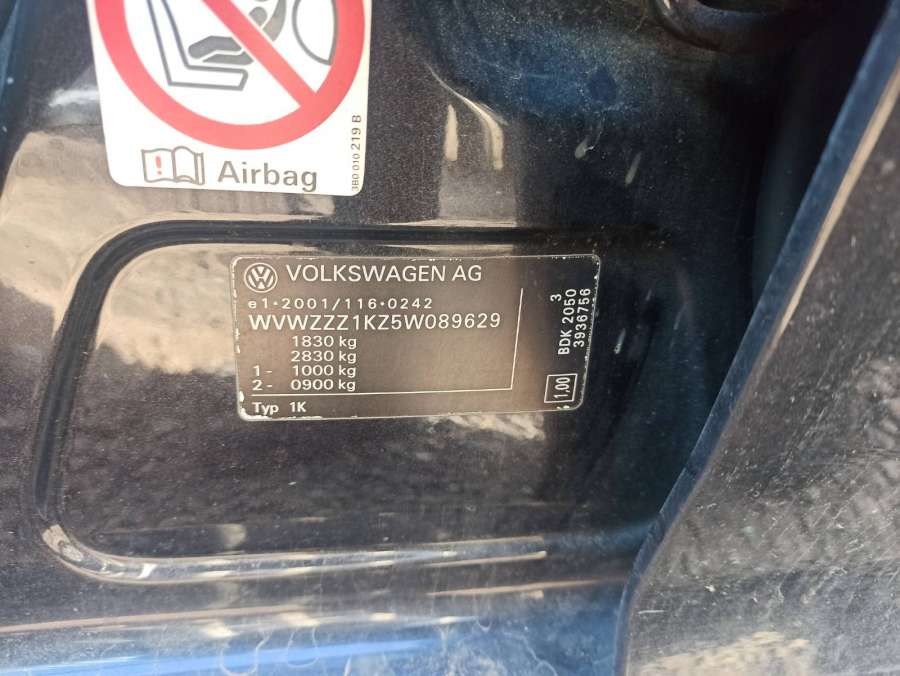 Airbag
1B0 010 219 B
VOLKSWAGEN AG
e1*2001/116*0242
WVWZZZ1KZ5W089629
1830 kg
2830 kg
1 - 1000 kg
2 - 0900 kg
Typ 1K
3
BDK 2050
3936756
1,00